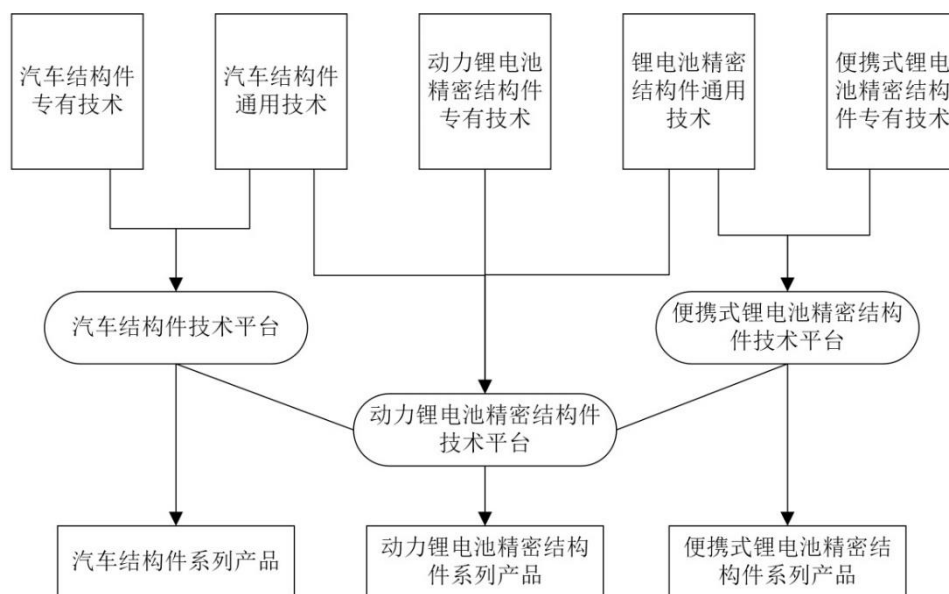 汽车结构件
专有技术
汽车结构件
通用技术
动力锂电池
精密结构件
专有技术
锂电池精密
结构件通用
技术
便携式锂电
池精密结构
件专有技术
汽车结构件技术平台
便携式锂电池精密结构
件技术平台
动力锂电池精密结构件
技术平台
汽车结构件系列产品
动力锂电池精密结构
件系列产品
便携式锂电池精密结
构件系列产品